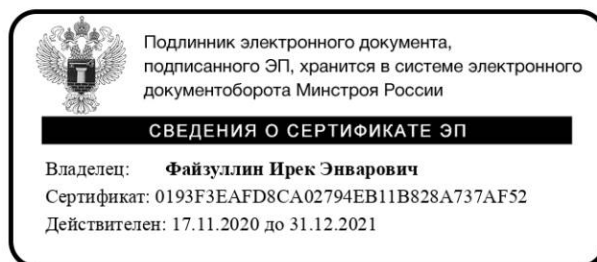 Подлинник электронного документа,
подписанного ЭП, хранится в системе электронного
документоборота Минстроя России
СВЕДЕНИЯ О СЕРТИФИКАТЕ ЭП
Владелец: Файзуллин Ирек Энварович
Сертификат: 0193F3EAFD8CA02794EB11B828A737AF52
Действителен: 17.11.2020 до 31.12.2021